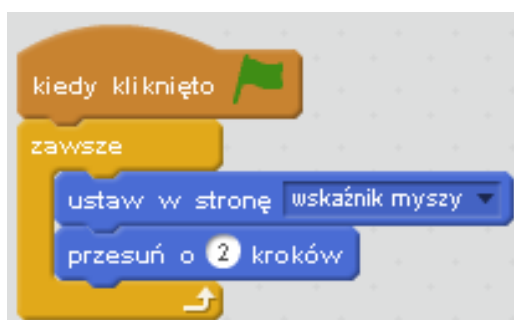 kiedy kliknięto
zawsze
ustaw w stronę wskaźnik myszy
przesuń o 2 kroków